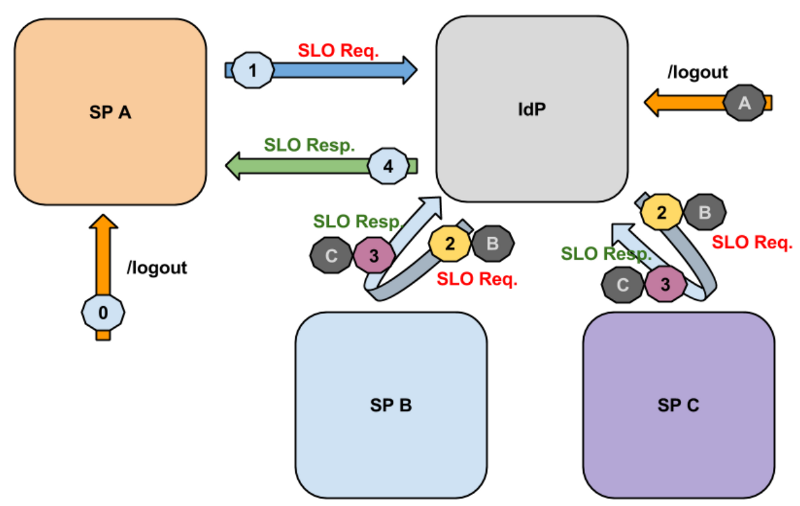 SP A
1
SLO Req.
IdP
/logout
A
SLO Resp.
4
2
B
SLO Resp.
C
3
2
B
SLO Req.
SLO Req.
SLO Resp.
C
3
/logout
0
SP B
SP C